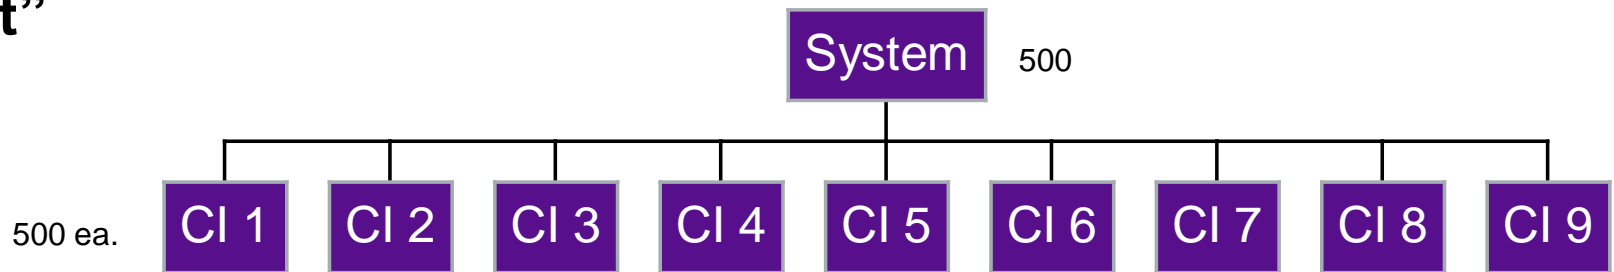 t”
System
500
500 ea.
CI 1
CI 2
CI 3
CI 4
CI 5
CI 6
CI 7
CI 8
CI 9